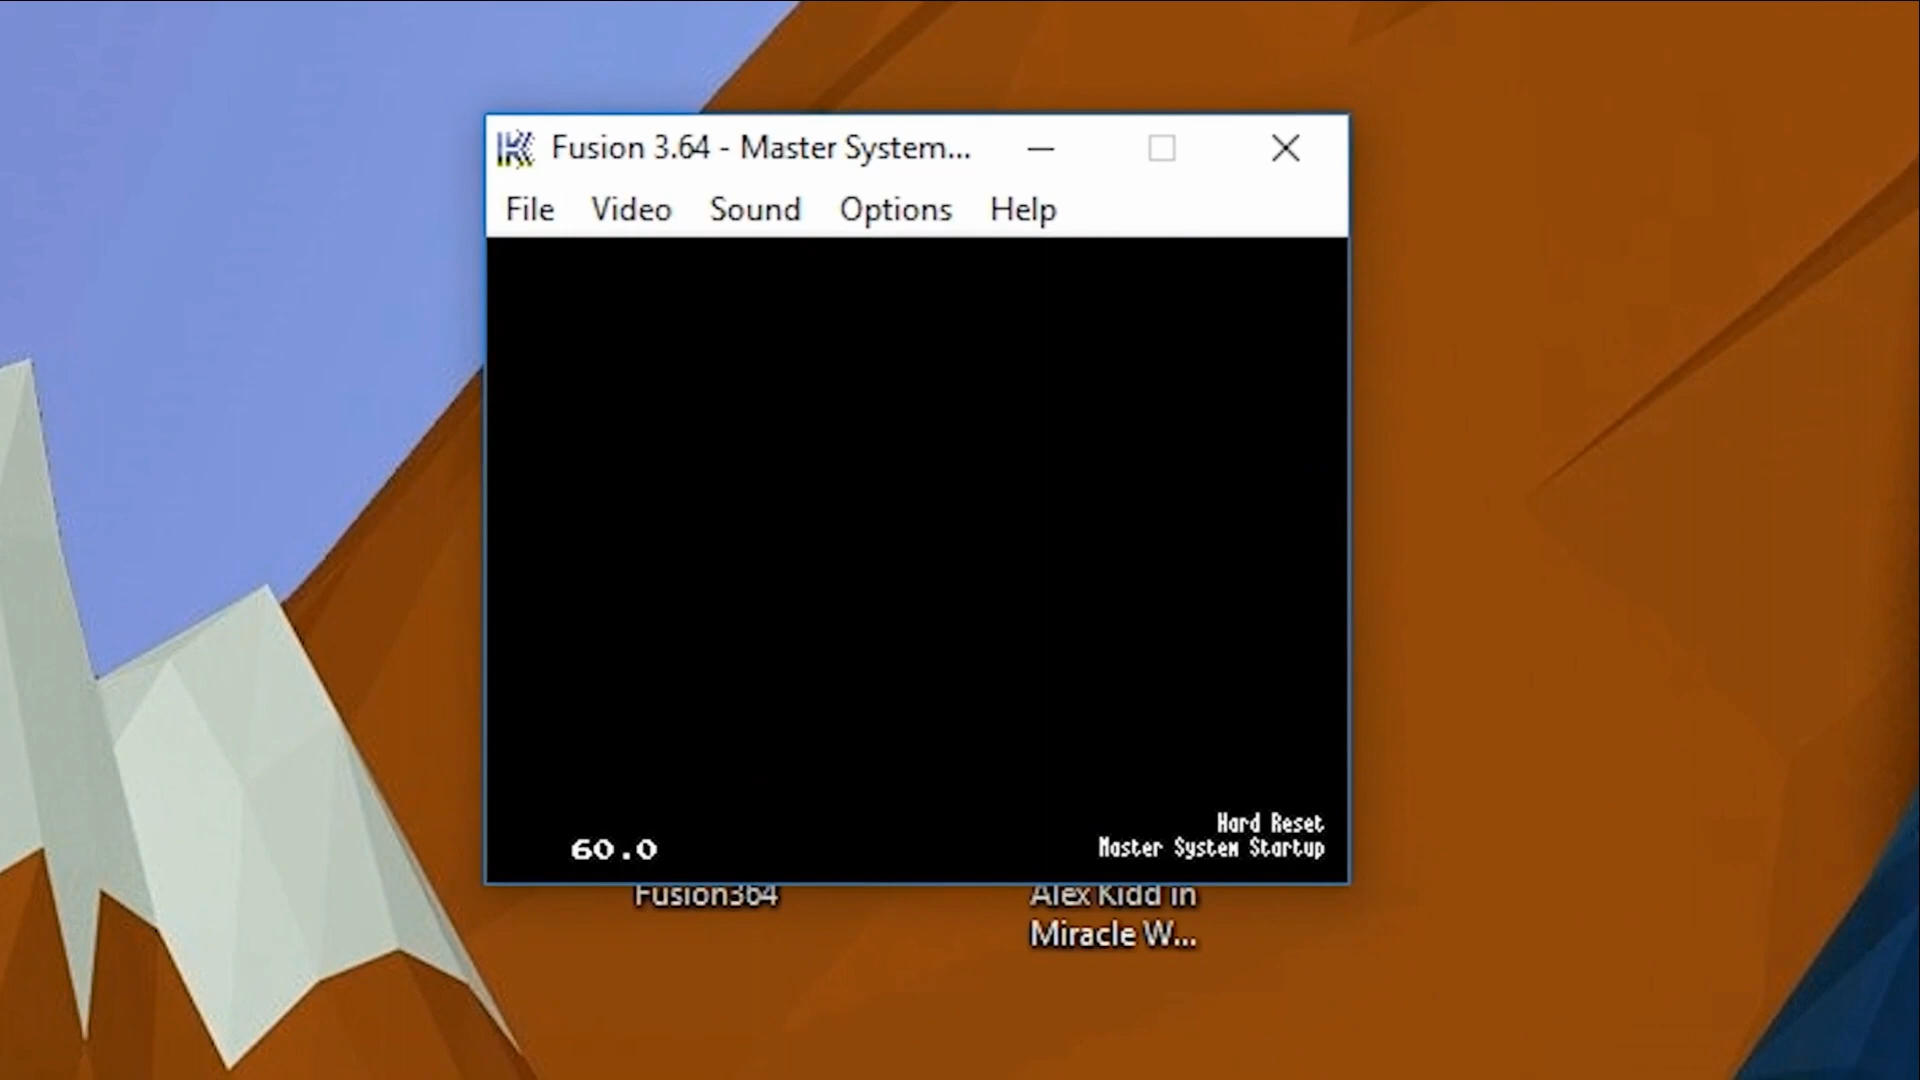 Fusion 3.64 - Master System...
File Video Sound Options Help
Hard Reset
60.0 Master System Startup
Fusion364 Alex Kidd in
Miracle W...